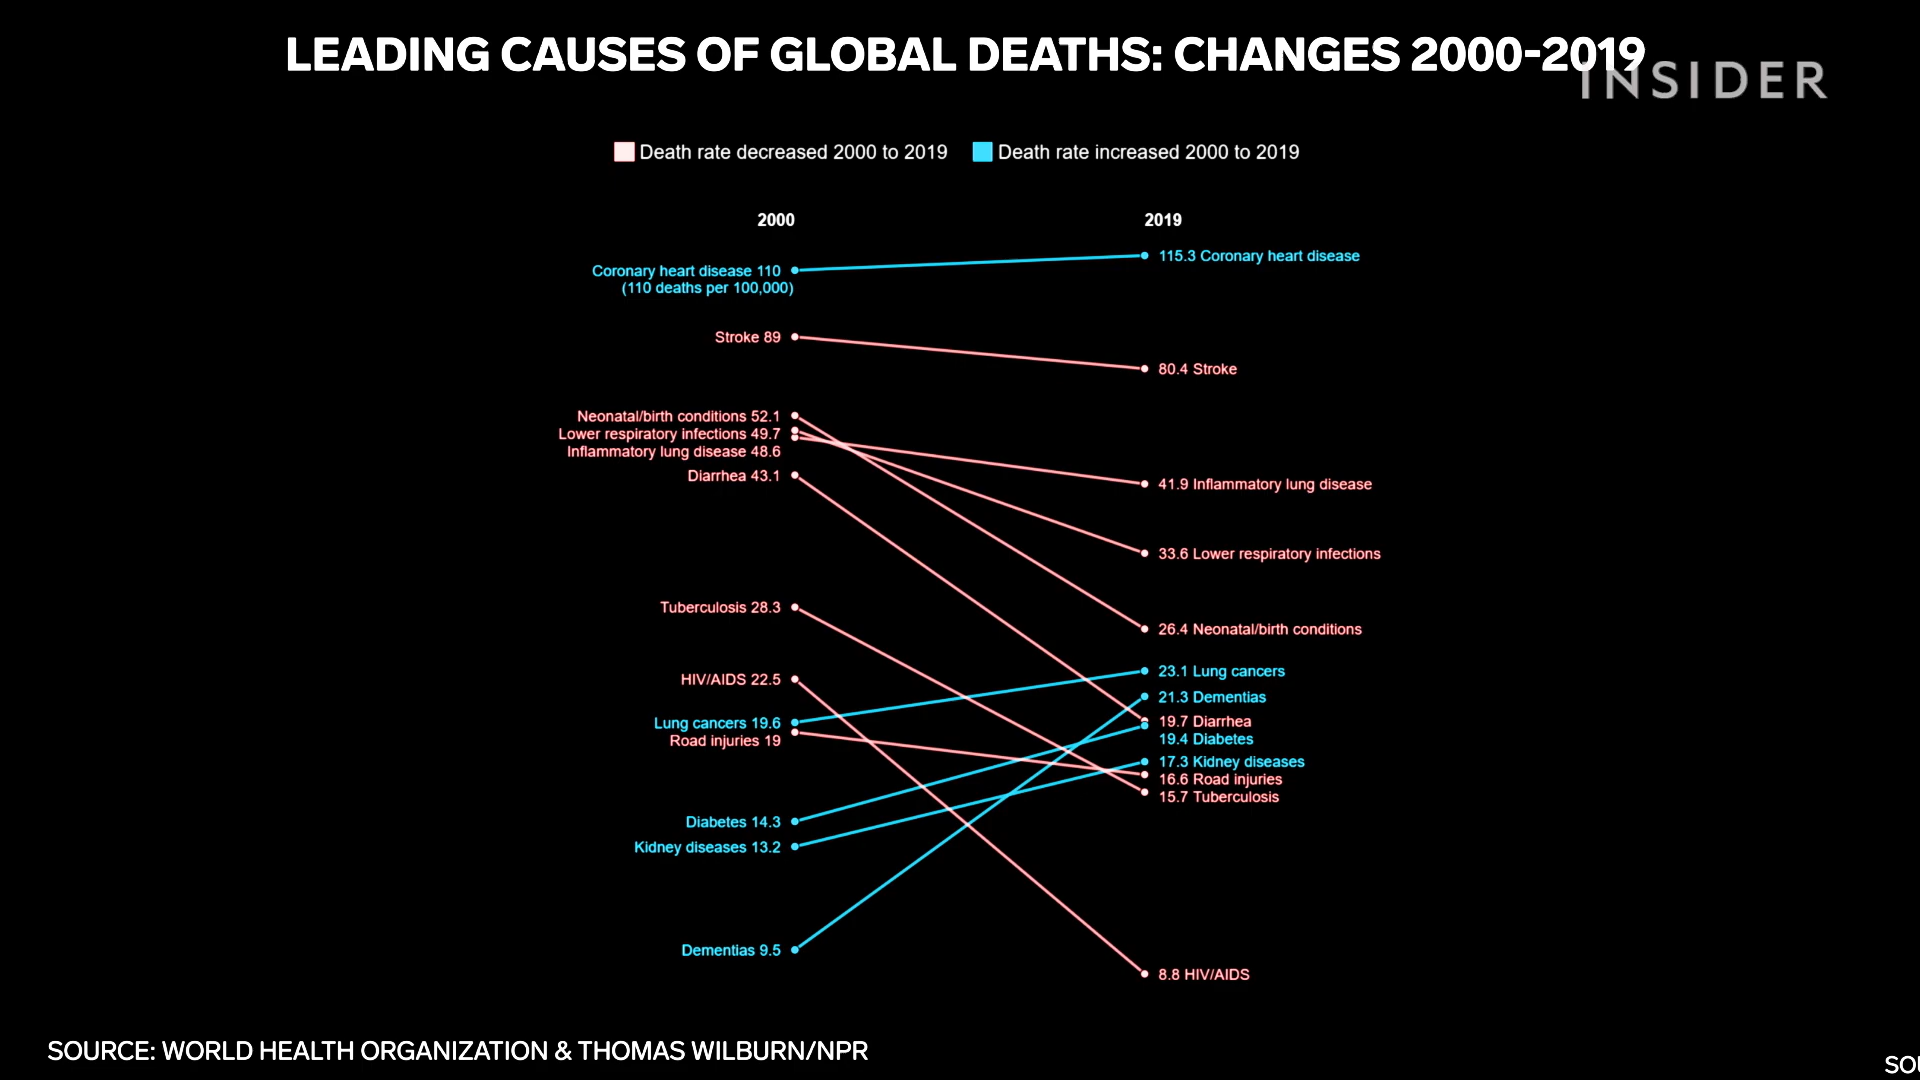 LEADING CAUSES OF GLOBAL DEATHS: CHANGES 2000-2019
INSIDER
Death rate decreased 2000 to 2019
Death rate increased 2000 to 2019
2000
2019
Coronary heart disease 110
(110 deaths per 100,000)
115.3 Coronary heart disease
Stroke 89
80.4 Stroke
Neonatal/birth conditions 52.1
Lower respiratory infections 49.7
Inflammatory lung disease 48.6
Diarrhea 43.1
41.9 Inflammatory lung disease
33.6 Lower respiratory infections
Tuberculosis 28.3
26.4 Neonatal/birth conditions
HIV/AIDS 22.5
23.1 Lung cancers
21.3 Dementias
Lung cancers 19.6
Road injuries 19
19.7 Diarrhea
19.4 Diabetes
17.3 Kidney diseases
16.6 Road injuries
15.7 Tuberculosis
Diabetes 14.3
Kidney diseases 13.2
Dementias 9.5
8.8 HIV/AIDS
SOURCE: WORLD HEALTH ORGANIZATION & THOMAS WILBURN/NPR